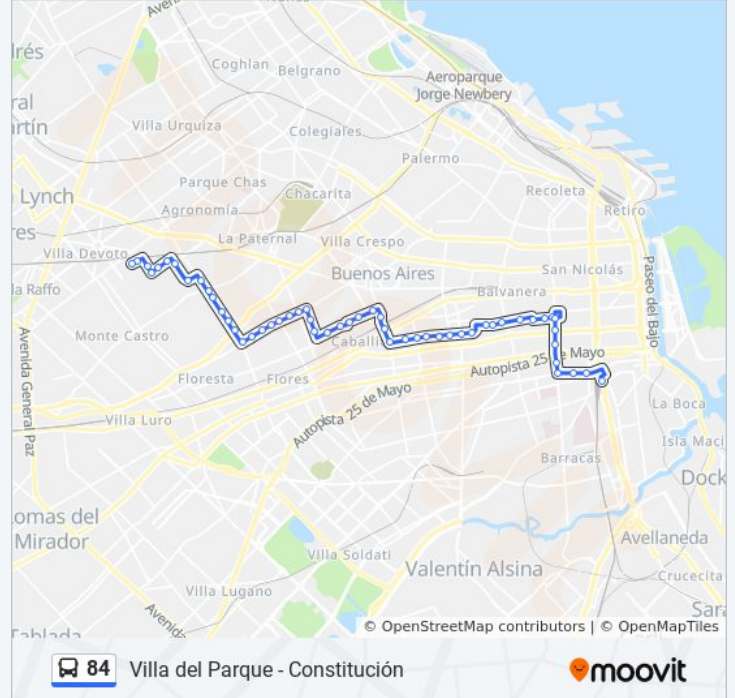 Coghlan
Belgrano
Aeroparque
Jorge Newbery
Villa Urquiza
Colegiales
Palermo
Lynch
Parque Chas
Chacarita
Recoleta
Agronomía
Retiro
La Paternal
Villa Crespo
Villa Devoto
Buenos Aires
San Nicolás
la Raffo
Balvanera
Paseo del Bajo
Monte Castro
Caballi
Autopista 25 de Mayo
Floresta
Flores
Avenida General Paz
Autopista 25 de Mayo
La Boca
Villa Luro
Isla Maci
Barracas
Dock
Lomas del
Mirador
Avellaneda
Villa Soldati
Valentín Alsina
Crucecita
Villa Lugano
Sara
Avenida
Tablada
© OpenStreetMap contributors | © OpenMapTiles
84 Villa del Parque - Constitución
moovit